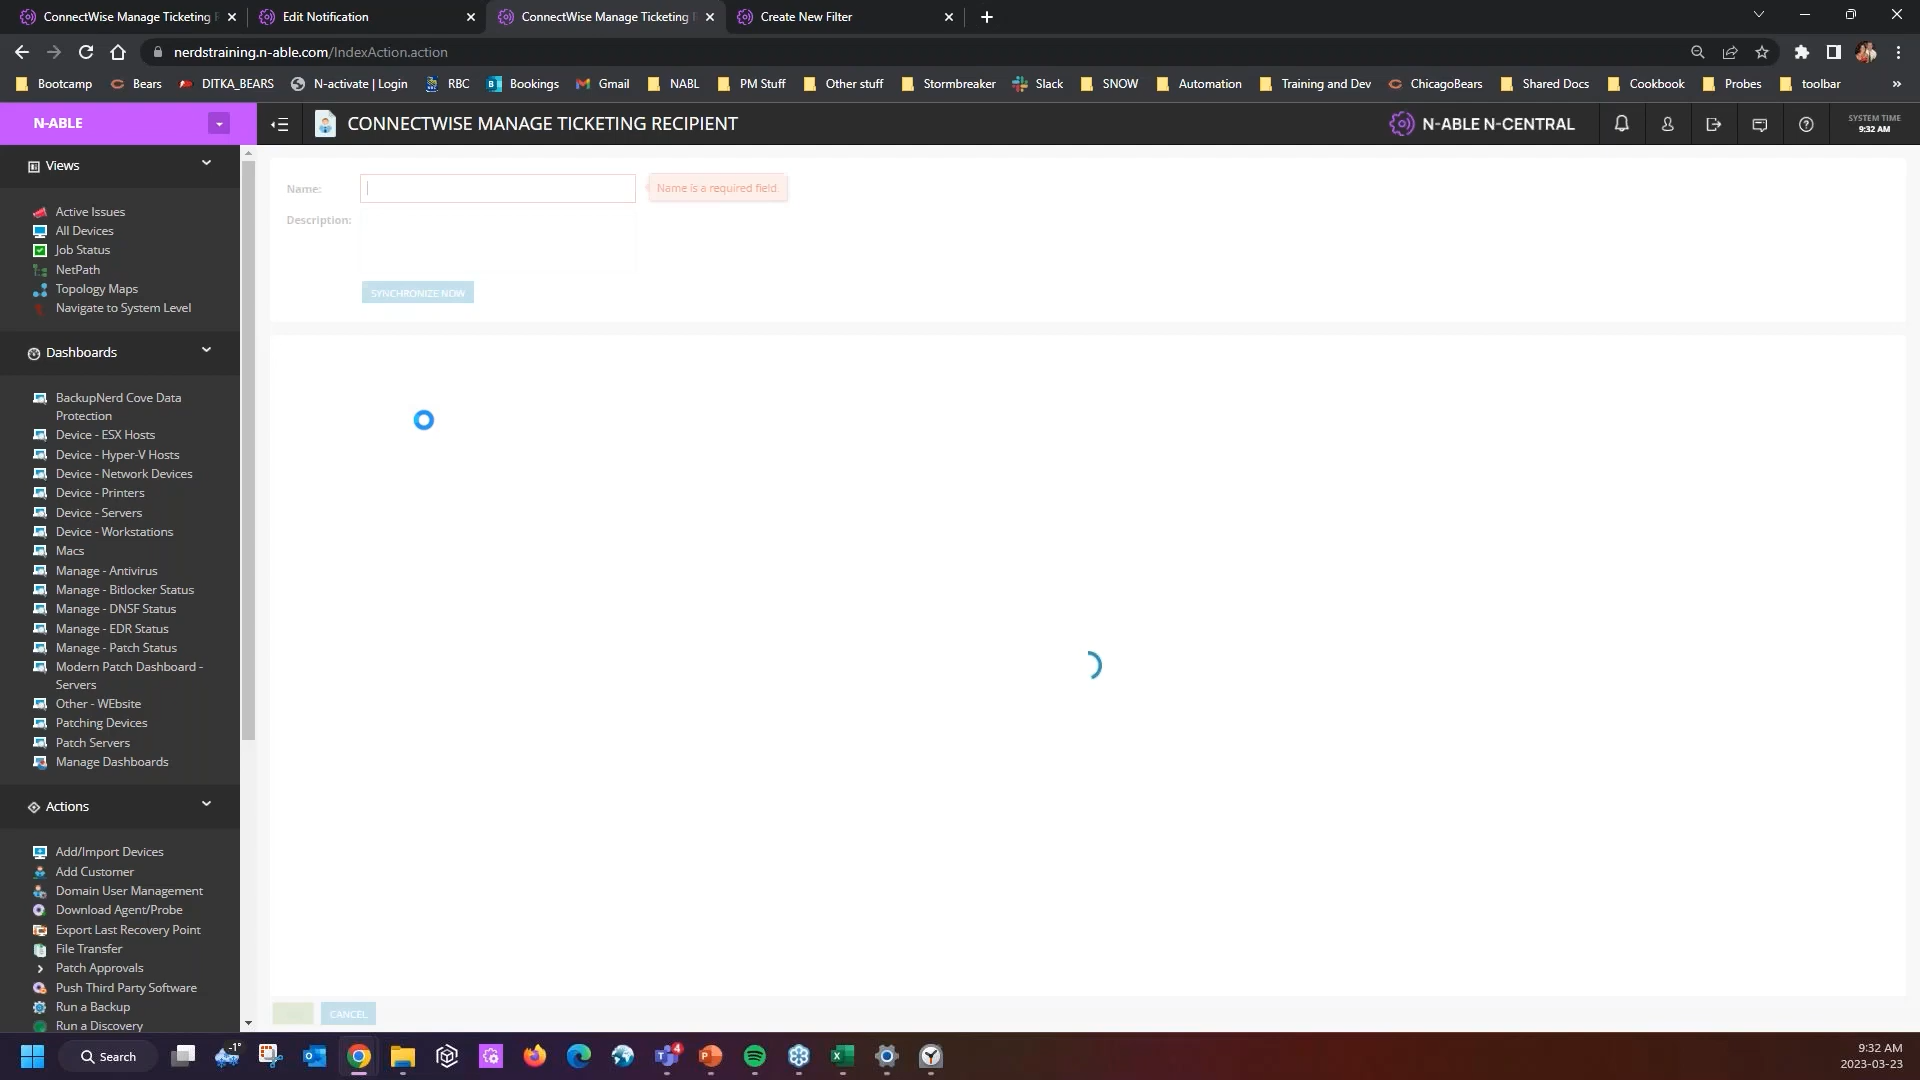 ConnectWise Manage Ticketing
Edit Notification
ConnectWise Manage Ticketing
Create New Filter
nerdstraining.n-able.com/IndexAction.action
Bootcamp
Bears
DITKA_BEARS
N-activate | Login
RBC
Bookings
Gmail
NABL
PM Stuff
Other stuff
Stormbreaker
Slack
SNOW
Automation
Training and Dev
ChicagoBears
Shared Docs
Cookbook
Probes
toolbar
»
N-ABLE
CONNECTWISE MANAGE TICKETING RECIPIENT
N-ABLE N-CENTRAL
SYSTEM TIME
9:32 AM
Views
Active Issues
All Devices
Job Status
NetPath
Topology Maps
Navigate to System Level
Dashboards
BackupNerd Cove Data
Protection
Device - ESX Hosts
Device - Hyper-V Hosts
Device - Network Devices
Device - Printers
Device - Servers
Device - Workstations
Macs
Manage - Antivirus
Manage - Bitlocker Status
Manage - DNSF Status
Manage - EDR Status
Manage - Patch Status
Modern Patch Dashboard -
Servers
Other - WEbsite
Patching Devices
Patch Servers
Manage Dashboards
Actions
Add/Import Devices
Add Customer
Domain User Management
Download Agent/Probe
Export Last Recovery Point
File Transfer
Patch Approvals
Push Third Party Software
Run a Backup
Run a Discovery
Name:
Name is a required field.
Description:
SYNCHRONIZE NOW
CANCEL
Search
-1°
4
9:32 AM
2023-03-23